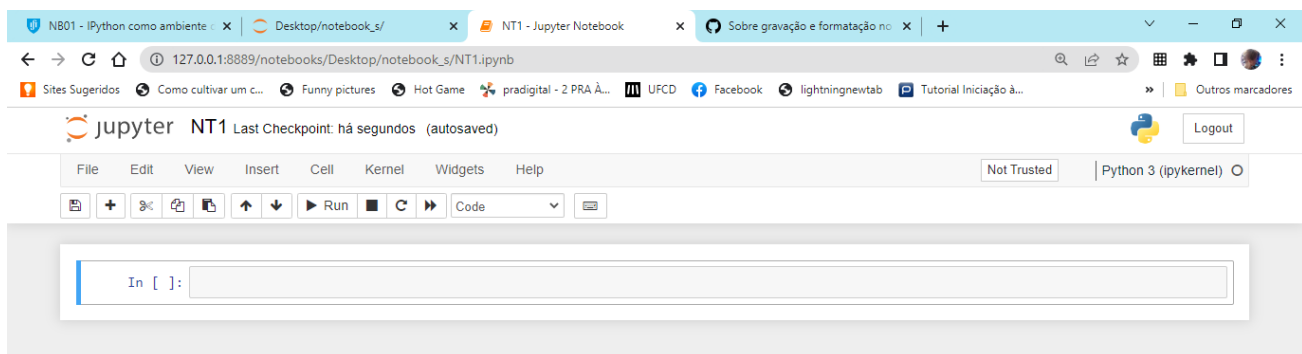 NB01 - IPython como ambiente c Desktop/notebook_s/ NT1 - Jupyter Notebook Sobre gravação e formatação no
127.0.0.1:8889/notebooks/Desktop/notebook_s/NT1.ipynb
Sites Sugeridos Como cultivar um c... Funny pictures Hot Game pradigital - 2 PRA À... UFCD Facebook lightningnewtab Tutorial Iniciação à... » Outros marcadores
jupyter NT1 Last Checkpoint: há segundos (autosaved) Logout
File Edit View Insert Cell Kernel Widgets Help Not Trusted Python 3 (ipykernel)
Run Code
In [ ]: